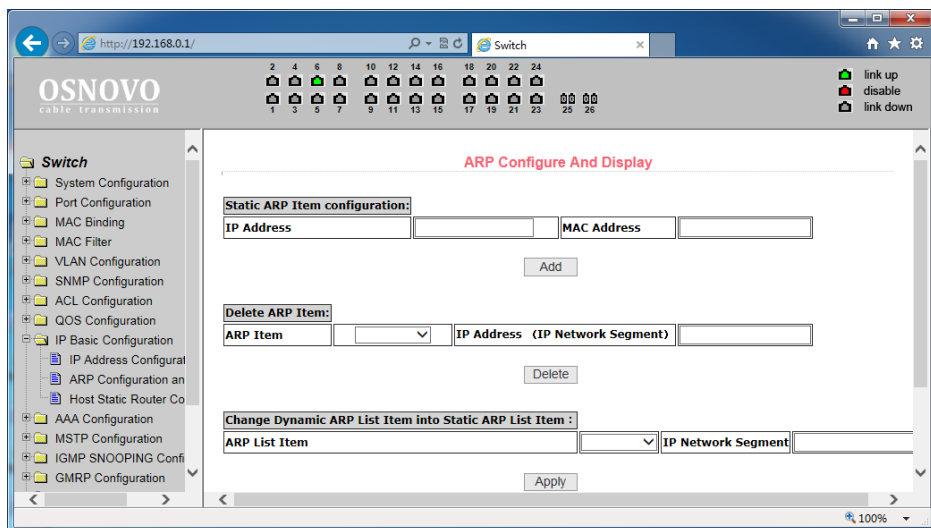 http://192.168.0.1/
Switch
OSNOVO
cable transmission
2 4 6 8 10 12 14 16 18 20 22 24
1 3 5 7 9 11 13 15 17 19 21 23 25 26
link up
disable
link down
Switch
System Configuration
Port Configuration
MAC Binding
MAC Filter
VLAN Configuration
SNMP Configuration
ACL Configuration
QOS Configuration
IP Basic Configuration
IP Address Configurat
ARP Configuration an
Host Static Router Co
AAA Configuration
MSTP Configuration
IGMP SNOOPING Confi
GMRP Configuration
ARP Configure And Display
Static ARP Item configuration:
IP Address MAC Address
Add
Delete ARP Item:
ARP Item IP Address (IP Network Segment)
Delete
Change Dynamic ARP List Item into Static ARP List Item :
ARP List Item IP Network Segment
Apply
100%